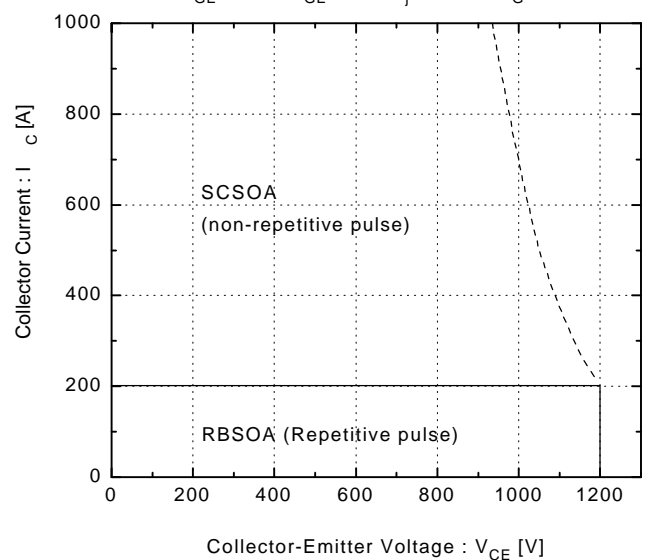 1000
800
600
400
200
0
Collector Current : I C [A]
SCSOA
(non-repetitive pulse)
RBSOA (Repetitive pulse)
0 200 400 600 800 1000 1200
Collector-Emitter Voltage : VCE [V]